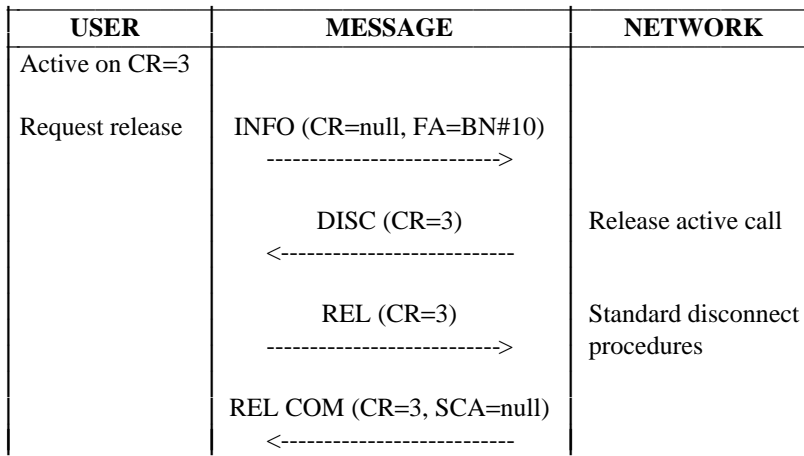 USER MESSAGE NETWORK
Active on CR=3
Request release INFO (CR=null, FA=BN#10)
--------------------------->
DISC (CR=3) Release active call
<---------------------------
REL (CR=3) Standard disconnect
---------------------------> procedures
REL COM (CR=3, SCA=null)
<---------------------------